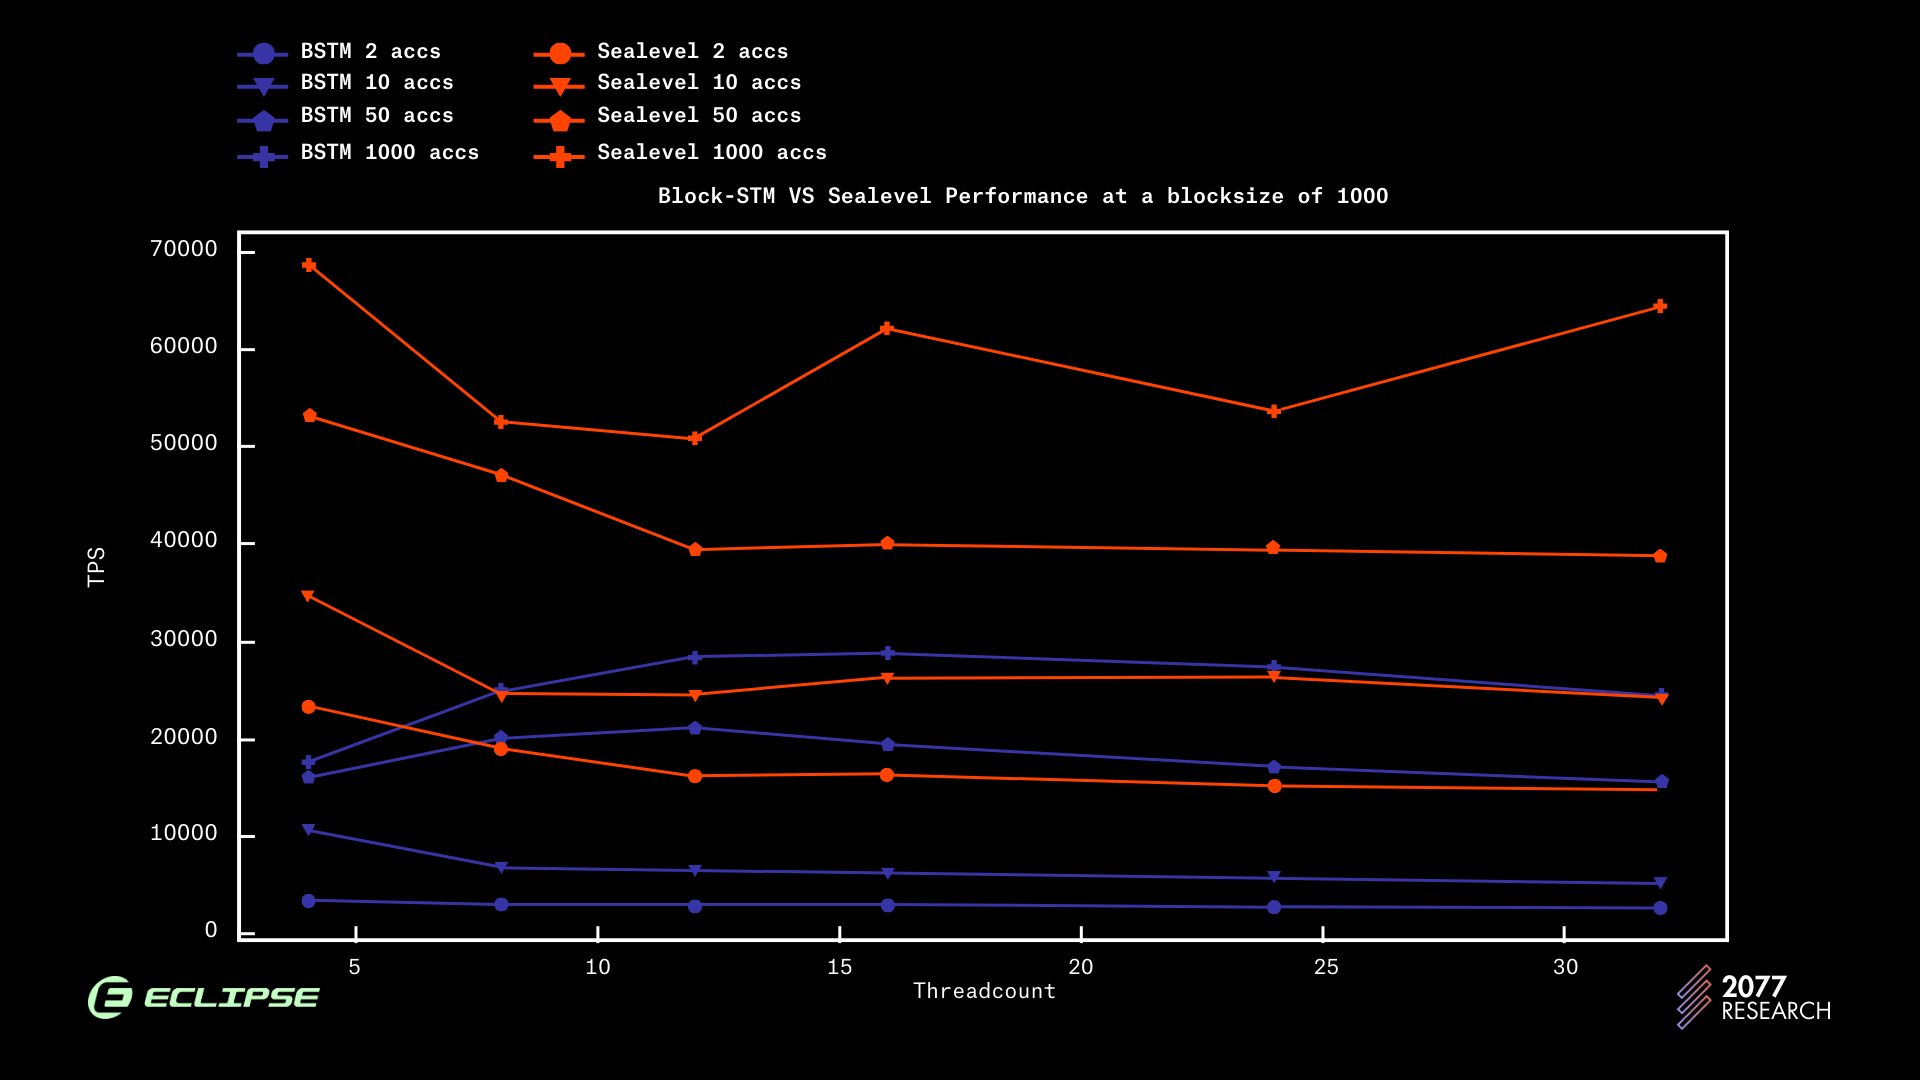 BSTM 2 accs
BSTM 10 accs
BSTM 50 accs
BSTM 1000 accs
Sealevel 2 accs
Sealevel 10 accs
Sealevel 50 accs
Sealevel 1000 accs
Block-STM VS Sealevel Performance at a blocksize of 1000
70000
60000
50000
40000
30000
20000
10000
0
TPS
5 10 15 20 25 30
Threadcount
ECLIPSE
2077
RESEARCH